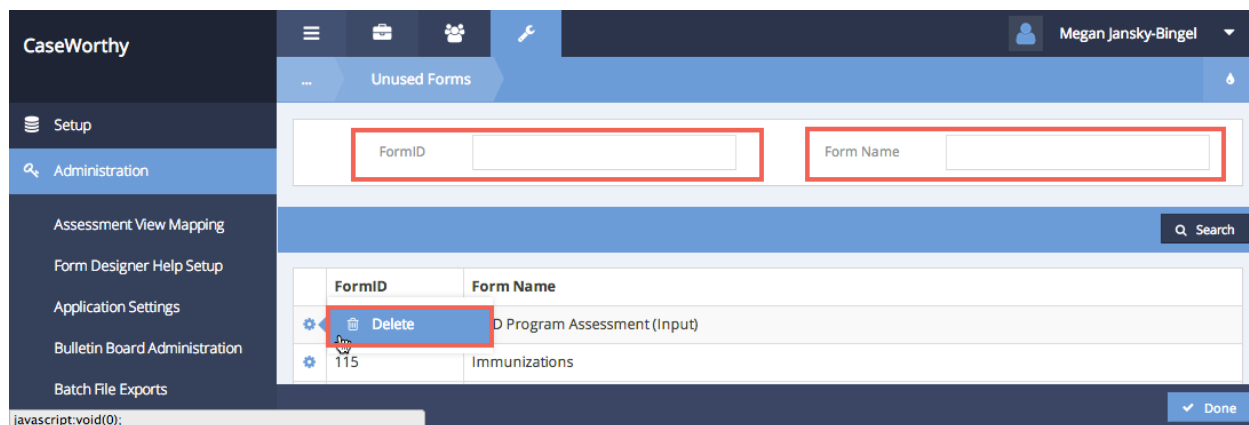 CaseWorthy
Megan Jansky-Bingel
... Unused Forms
Setup
Administration
Assessment View Mapping
Form Designer Help Setup
Application Settings
Bulletin Board Administration
Batch File Exports
javascript:void(0);
FormID Form Name
Search
FormID Form Name
Delete D Program Assessment (Input)
115 Immunizations
Done